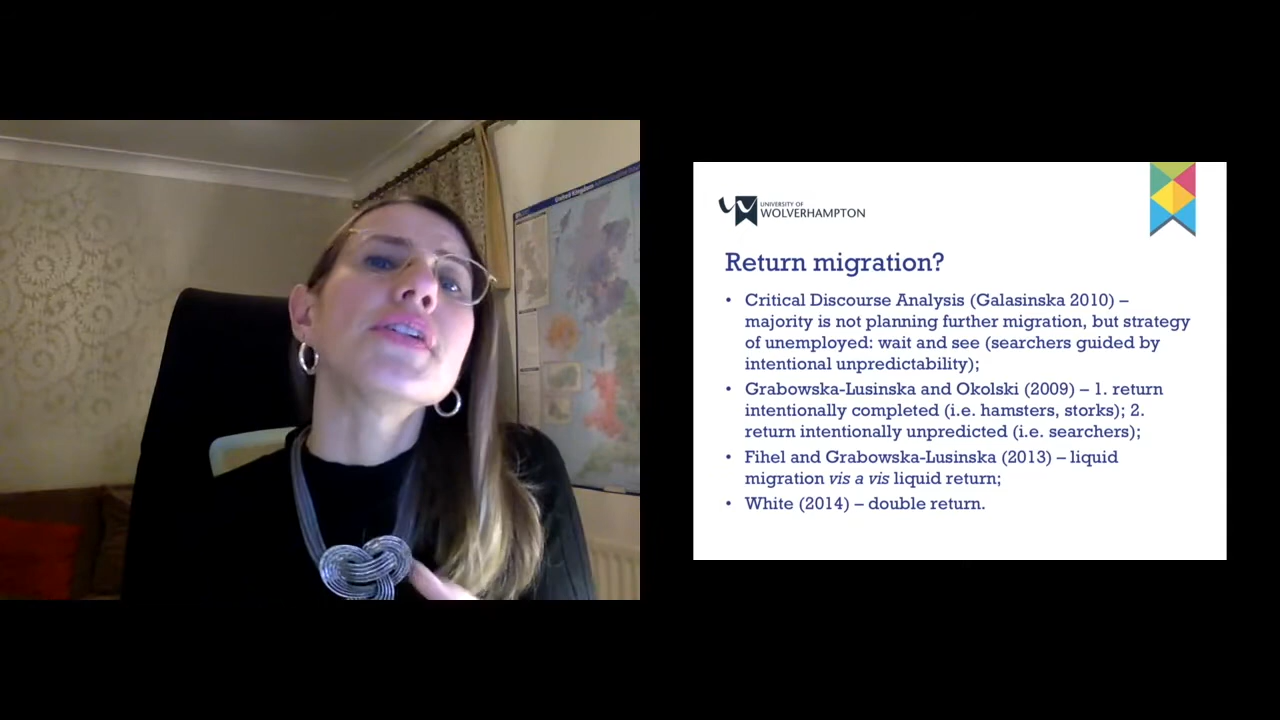 United Kingdom
UNIVERSITY OF
WOLVERHAMPTON
Return migration?
• Critical Discourse Analysis (Galasinska 2010) –
majority is not planning further migration, but strategy
of unemployed: wait and see (searchers guided by
intentional unpredictability);
• Grabowska-Lusinska and Okolski (2009) – 1. return
intentionally completed (i.e. hamsters, storks); 2.
return intentionally unpredicted (i.e. searchers);
• Fihel and Grabowska-Lusinska (2013) – liquid
migration vis a vis liquid return;
• White (2014) – double return.